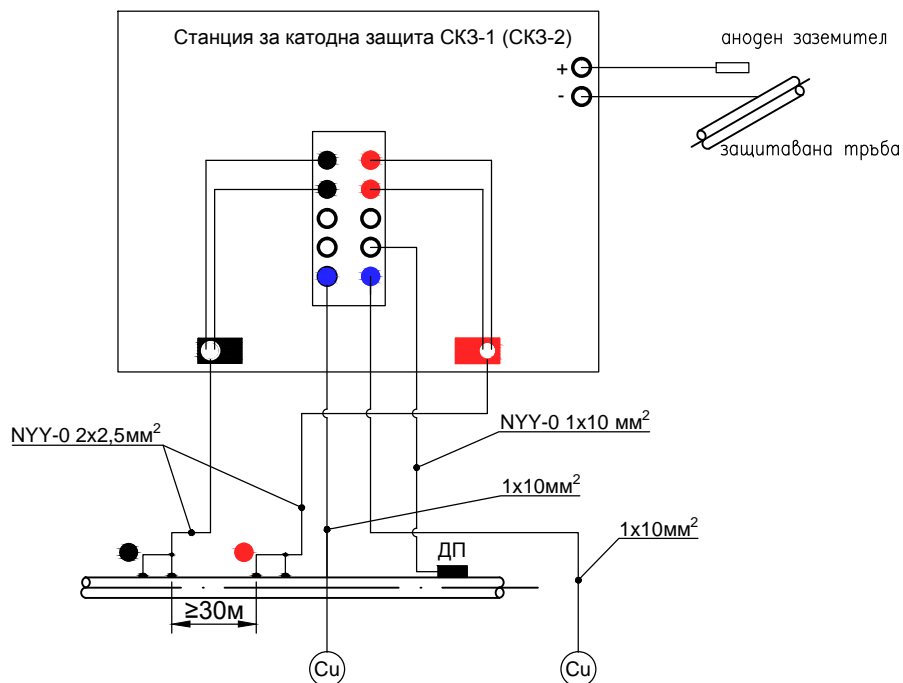 Станция за катодна защита СКЗ-1 (СКЗ-2)
аноден заземител
+
-
защитавана тръба
NYY-0 2x2,5мм²
NYY-0 1x10 мм²
1x10мм²
1x10мм²
ДП
≥30м
Cu
Cu